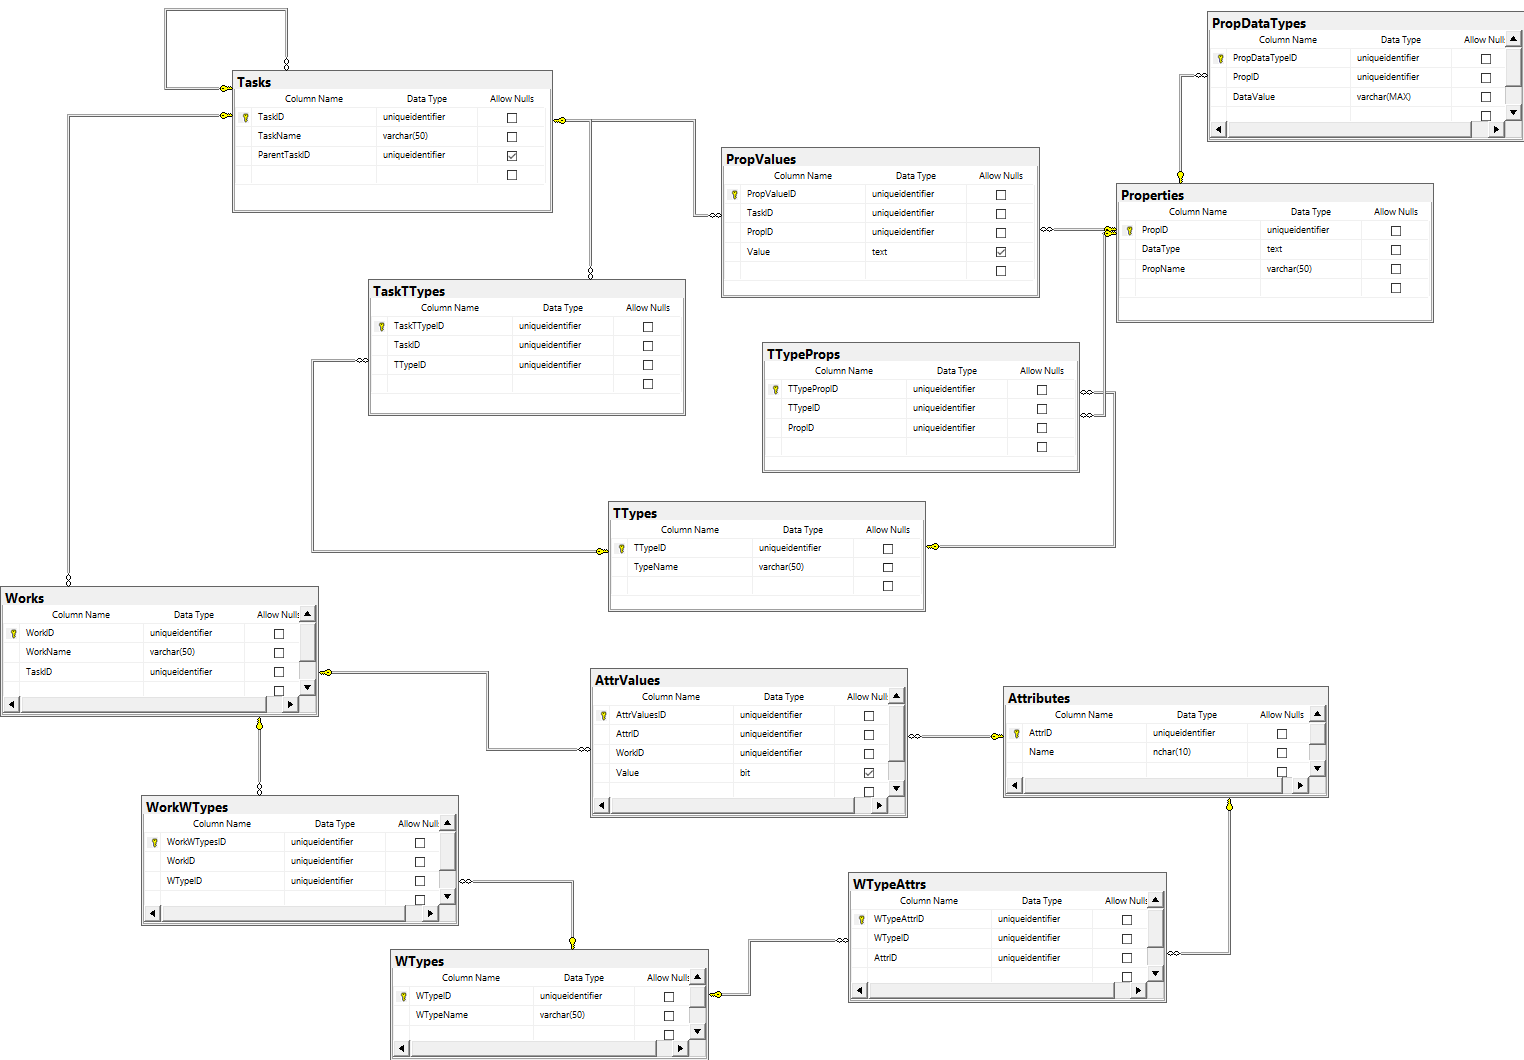 PropDataTypes
Column Name Data Type Allow Nulls
PropDataTypeID uniqueidentifier
PropID uniqueidentifier
DataValue varchar(MAX)
Tasks
Column Name Data Type Allow Nulls
TaskID uniqueidentifier
TaskName varchar(50)
ParentTaskID uniqueidentifier
PropValues
Column Name Data Type Allow Nulls
PropValueID uniqueidentifier
TaskID uniqueidentifier
PropID uniqueidentifier
Value text
Properties
Column Name Data Type Allow Nulls
PropID uniqueidentifier
DataType text
PropName varchar(50)
TaskTTypes
Column Name Data Type Allow Nulls
TaskTTypeID uniqueidentifier
TaskID uniqueidentifier
TTypeID uniqueidentifier
TTypeProps
Column Name Data Type Allow Nulls
TTypePropID uniqueidentifier
TTypeID uniqueidentifier
PropID uniqueidentifier
TTypes
Column Name Data Type Allow Nulls
TTypeID uniqueidentifier
TypeName varchar(50)
Works
Column Name Data Type Allow Nulls
WorkID uniqueidentifier
WorkName varchar(50)
TaskID uniqueidentifier
AttrValues
Column Name Data Type Allow Nulls
AttrValuesID uniqueidentifier
AttrID uniqueidentifier
WorkID uniqueidentifier
Value bit
Attributes
Column Name Data Type Allow Nulls
AttrID uniqueidentifier
Name nchar(10)
WorkWTypes
Column Name Data Type Allow Nulls
WorkWTypesID uniqueidentifier
WorkID uniqueidentifier
WTypeID uniqueidentifier
WTypeAttrs
Column Name Data Type Allow Nulls
WTypeAttrID uniqueidentifier
WTypeID uniqueidentifier
AttrID uniqueidentifier
WTypes
Column Name Data Type Allow Nulls
WTypeID uniqueidentifier
WTypeName varchar(50)